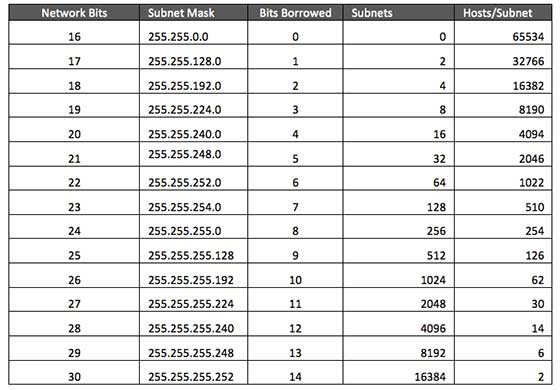 Network Bits Subnet Mask Bits Borrowed Subnets Hosts/Subnet
16 255.255.0.0 0 0 65534
17 255.255.128.0 1 2 32766
18 255.255.192.0 2 4 16382
19 255.255.224.0 3 8 8190
20 255.255.240.0 4 16 4094
21 255.255.248.0 5 32 2046
22 255.255.252.0 6 64 1022
23 255.255.254.0 7 128 510
24 255.255.255.0 8 256 254
25 255.255.255.128 9 512 126
26 255.255.255.192 10 1024 62
27 255.255.255.224 11 2048 30
28 255.255.255.240 12 4096 14
29 255.255.255.248 13 8192 6
30 255.255.255.252 14 16384 2